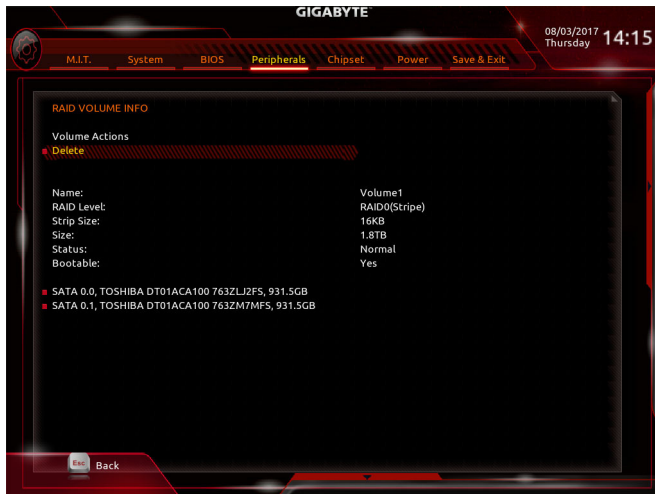 GIGABYTE
08/03/2017 Thursday 14:15
M.I.T. System BIOS Peripherals Chipset Power Save & Exit
RAID VOLUME INFO
Volume Actions
Delete
Name: Volume1
RAID Level: RAID0(Stripe)
Strip Size: 16KB
Size: 1.8TB
Status: Normal
Bootable: Yes
SATA 0.0, TOSHIBA DT01ACA100 763ZLJ2FS, 931.5GB
SATA 0.1, TOSHIBA DT01ACA100 763ZM7MFS, 931.5GB
Esc Back